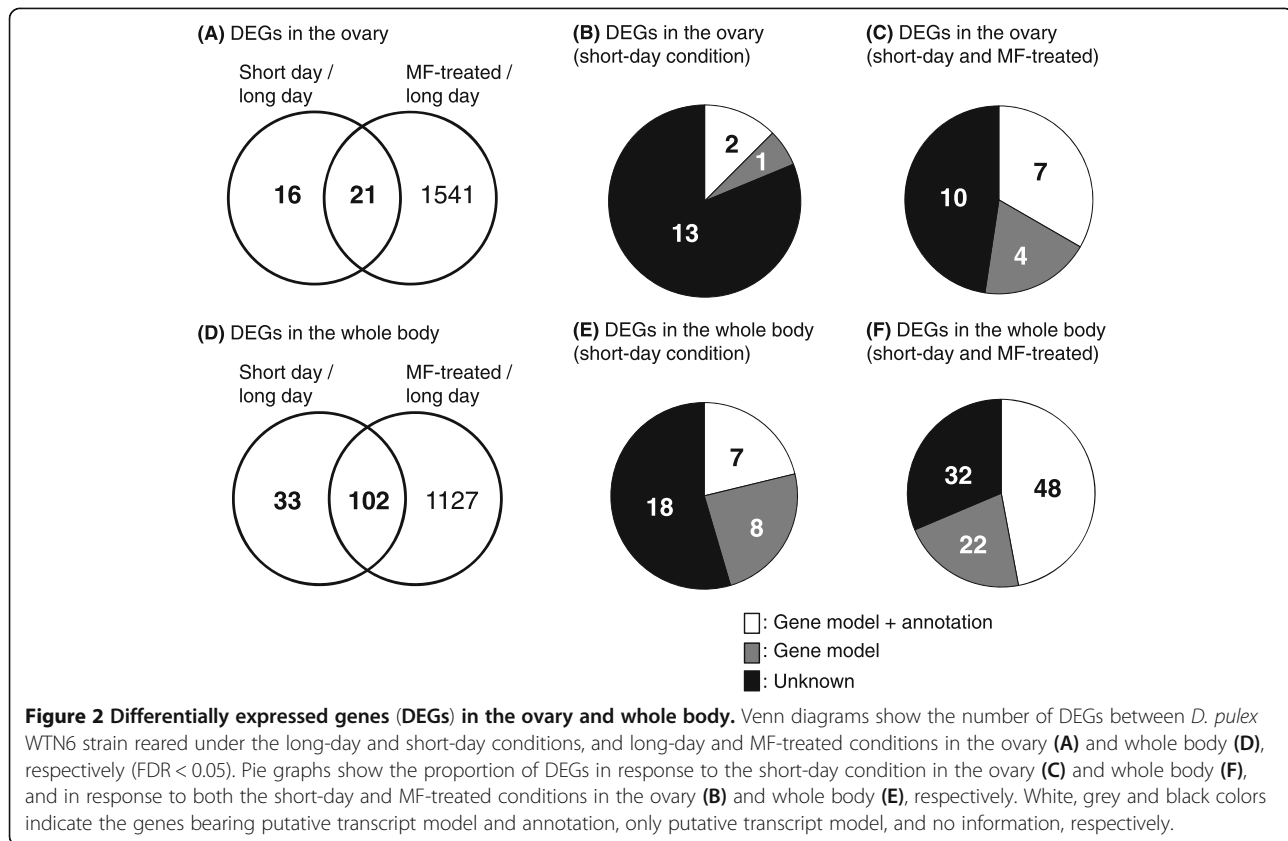 (A) DEGs in the ovary
Short day /
long day
MF-treated /
long day
16
21
1541
(B) DEGs in the ovary
(short-day condition)
2
1
13
(C) DEGs in the ovary
(short-day and MF-treated)
7
10
4
(D) DEGs in the whole body
Short day /
long day
MF-treated /
long day
33
102
1127
(E) DEGs in the whole body
(short-day condition)
7
18
8
(F) DEGs in the whole body
(short-day and MF-treated)
32
48
22
: Gene model + annotation
: Gene model
: Unknown
Figure 2 Differentially expressed genes (DEGs) in the ovary and whole body. Venn diagrams show the number of DEGs between D. pulex
WTN6 strain reared under the long-day and short-day conditions, and long-day and MF-treated conditions in the ovary (A) and whole body (D),
respectively (FDR < 0.05). Pie graphs show the proportion of DEGs in response to the short-day condition in the ovary (C) and whole body (F),
and in response to both the short-day and MF-treated conditions in the ovary (B) and whole body (E), respectively. White, grey and black colors
indicate the genes bearing putative transcript model and annotation, only putative transcript model, and no information, respectively.